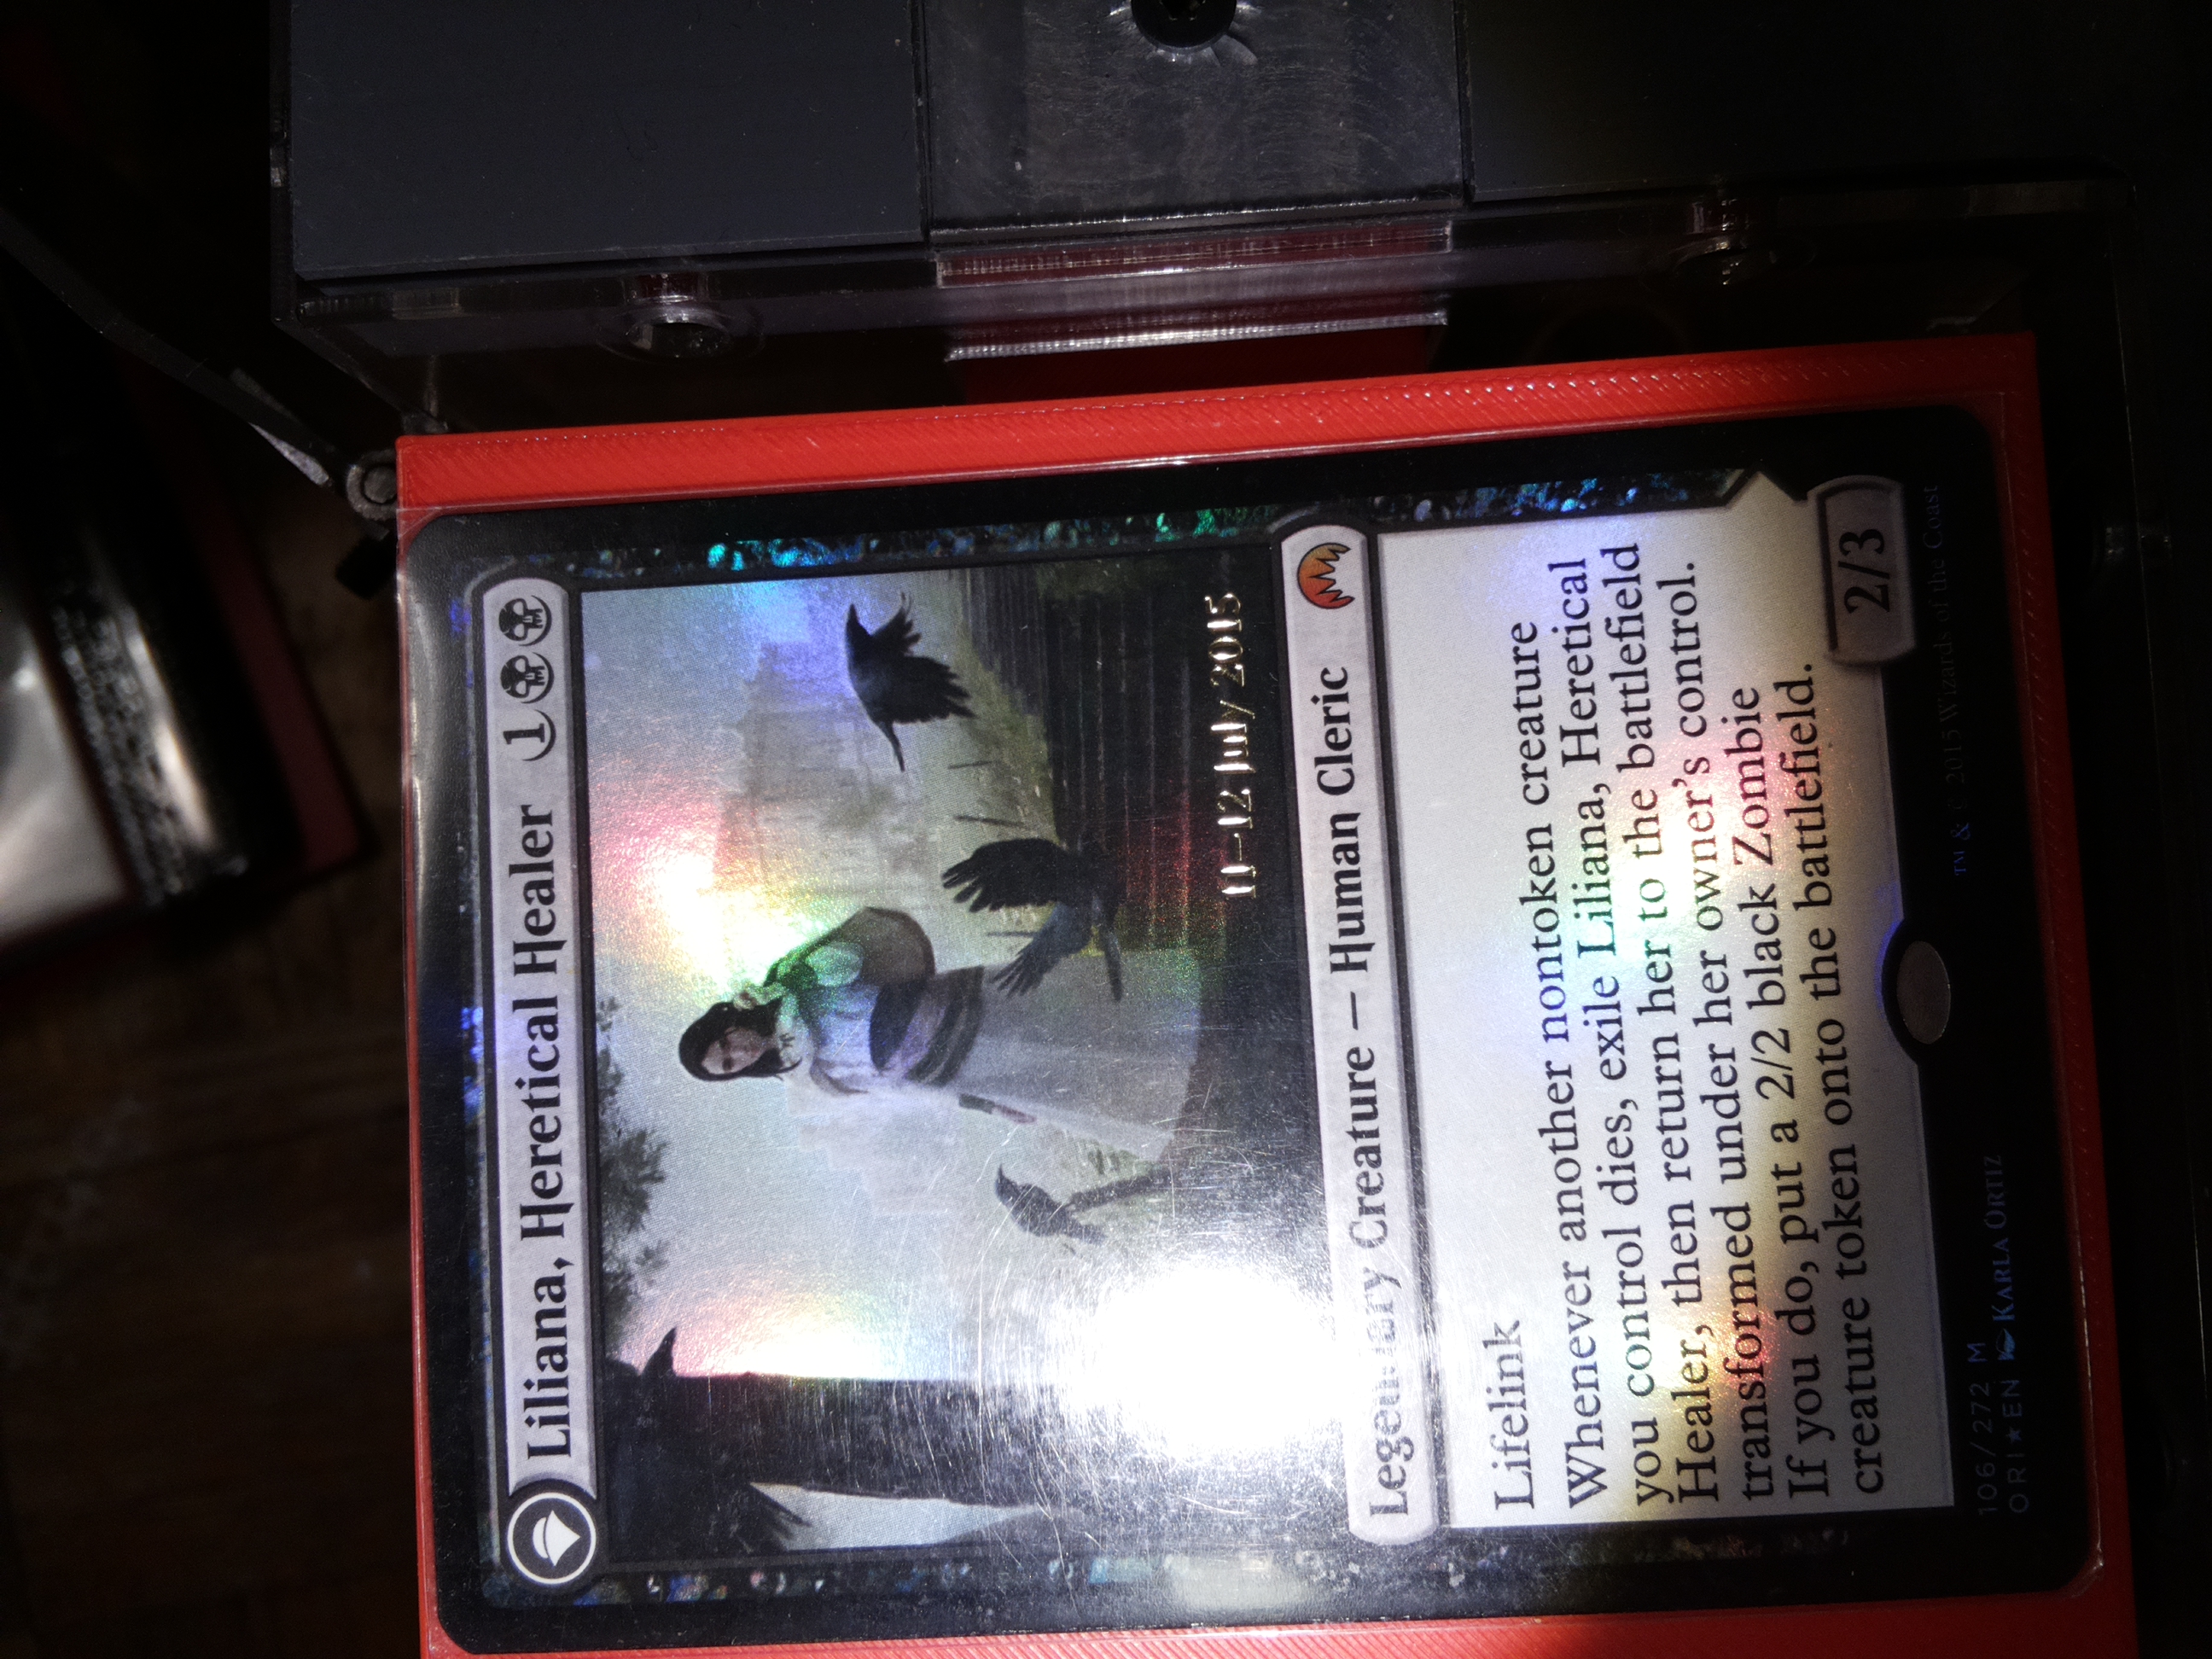 Liliana, Heretical Healer 1
11–12 July 2015
Legendary Creature – Human Cleric
Lifelink
Whenever another nontoken creature
you control dies, exile Liliana, Heretical
Healer, then return her to the battlefield
transformed under her owner's control.
If you do, put a 2/2 black Zombie
creature token onto the battlefield.
2/3
106/272 M
ORI★EN KARLA ORTIZ
™ & © 2015 Wizards of the Coast